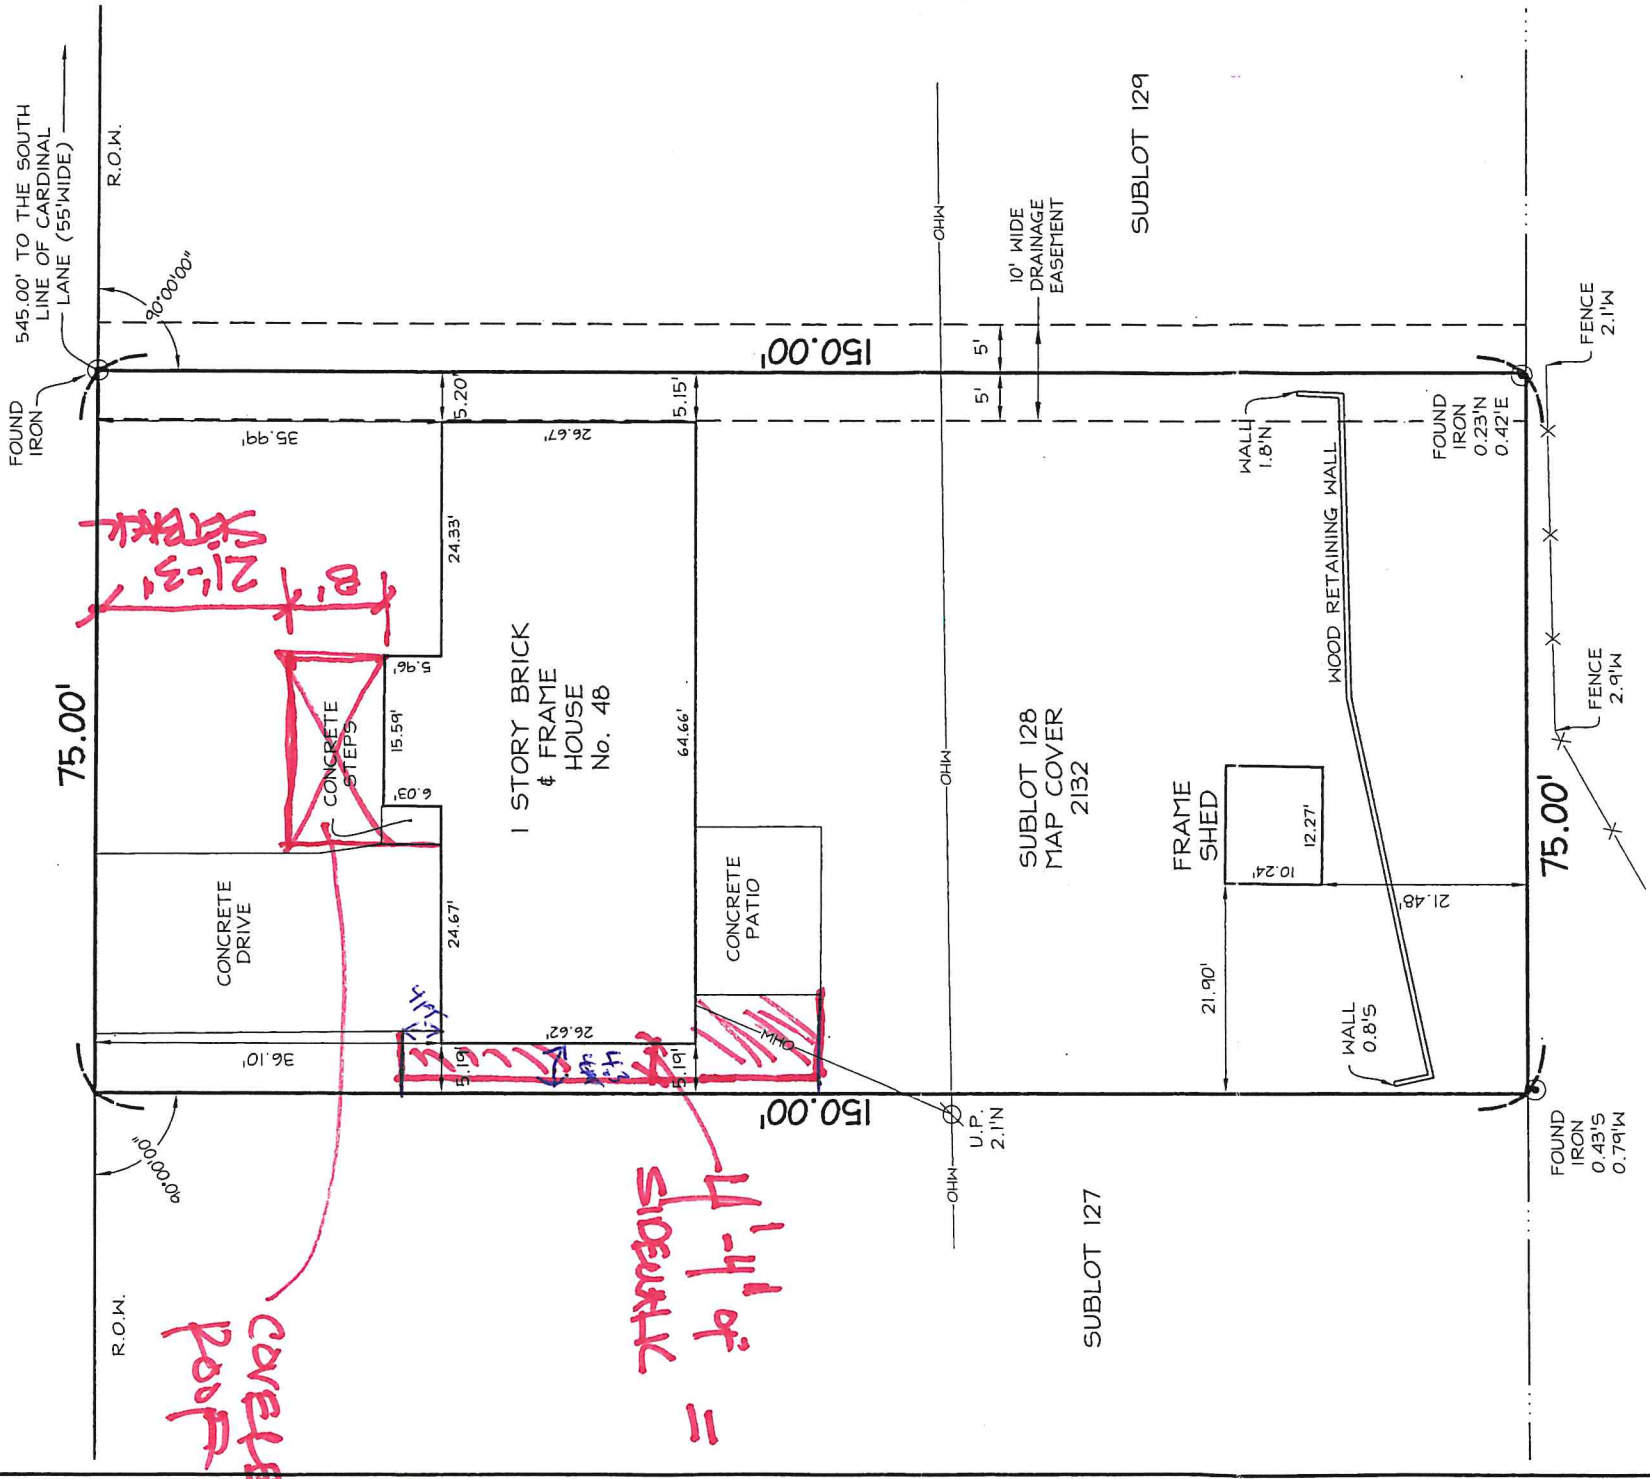 545.00' TO THE SOUTH
LINE OF CARDINAL
LANE (55'WIDE)
R.O.W.
FOUND
IRON
90°00'00"
75.00'
35.99'
5.20'
21'-3"
SETBACK
8'
24.33'
26.67'
5.15'
150.00'
5'
5'
10' WIDE
DRAINAGE
EASEMENT
OHW
SUBLOT 129
CONCRETE
STEPS
5.96'
15.59'
6.03'
1 STORY BRICK
& FRAME
HOUSE
No. 48
64.66'
CONCRETE
DRIVE
24.67'
CONCRETE
PATIO
OHW
SUBLOT 128
MAP COVER
2132
FRAME
SHED
10.24'
12.27'
21.48'
21.90'
WOOD RETAINING WALL
WALL
1.8'N
WALL
0.8'S
FOUND
IRON
0.23'N
0.42'E
FENCE
2.1'W
FENCE
2.9'W
75.00'
36.10'
5.19'
26.62'
5.19'
OHW
150.00'
U.P.
2.1'N
OHW
90°00'00"
R.O.W.
4'-4" of
SIDEWALK
=
ROOF
SUBLOT 127
FOUND
IRON
0.43'S
0.79'W